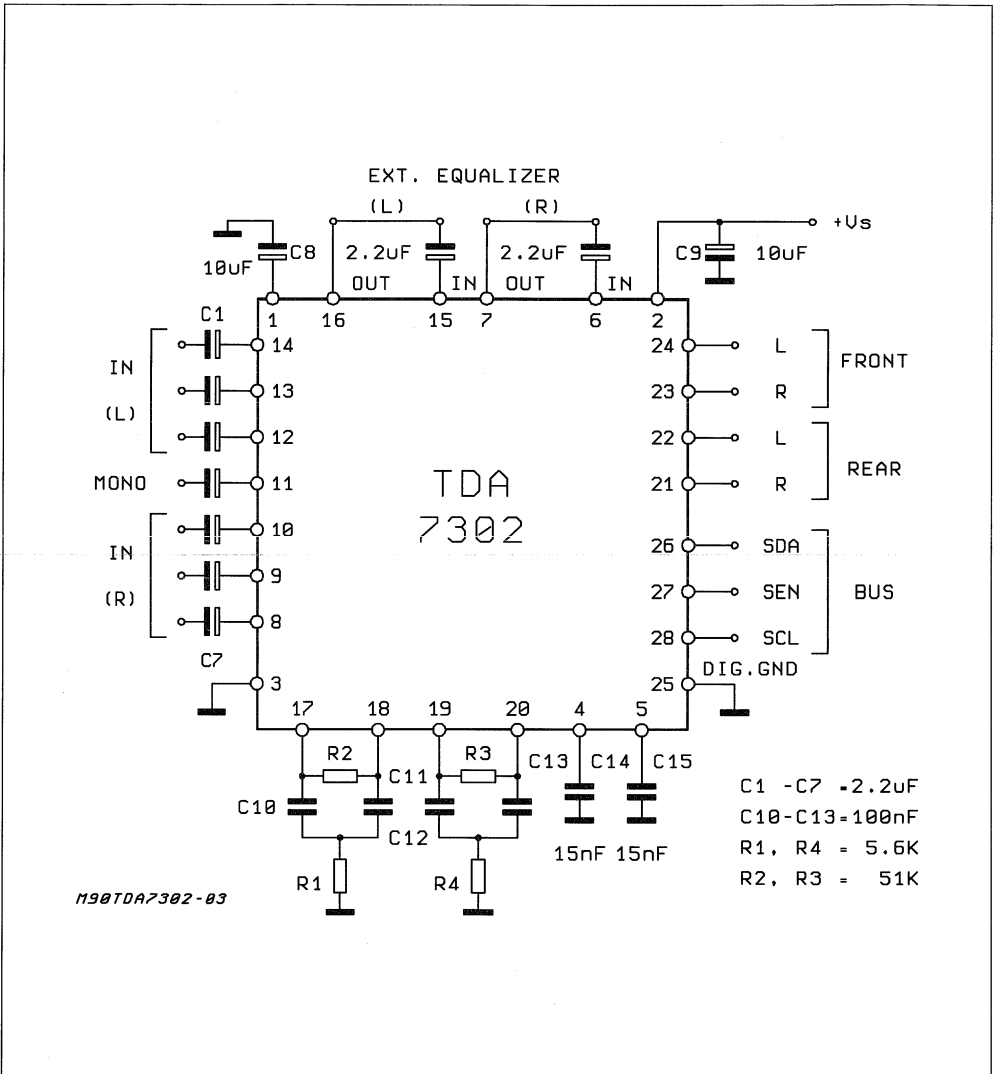 EXT. EQUALIZER
(L) (R)
+Us
C8 2.2uF 2.2uF C9 10uF
10uF
OUT IN OUT IN
C1 1 16 15 7 6 2
14 24 L
IN FRONT
13 23 R
(L)
12 22 L
MONO 11 REAR
21 R
10 TDA
IN 7302 26 SDA
9
(R) 27 SEN BUS
8
C7 28 SCL
DIG.GND
3 25
17 18 19 20 4 5
R2 R3 C13 C14 C15
C11
C10 C12
C1 -C7 =2.2uF
C10-C13=100nF
15nF 15nF
R1, R4 = 5.6K
R1 R4
R2, R3 = 51K
M90TDA7302-03